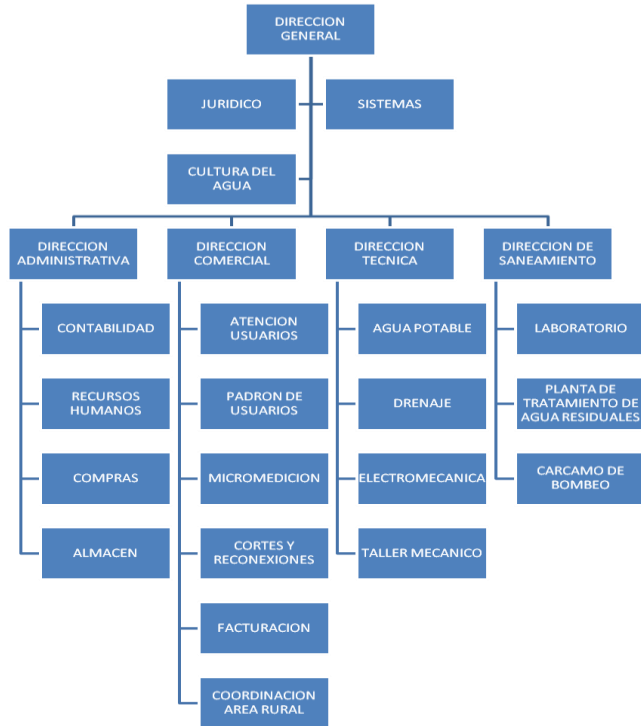 DIRECCION
GENERAL
JURIDICO
SISTEMAS
CULTURA DEL
AGUA
DIRECCION
ADMINISTRATIVA
CONTABILIDAD
RECURSOS
HUMANOS
COMPRAS
ALMACEN
DIRECCION
COMERCIAL
ATENCION
USUARIOS
PADRON DE
USUARIOS
MICROMEDICION
CORTES Y
RECONEXIONES
FACTURACION
COORDINACION
AREA RURAL
DIRECCION
TECNICA
AGUA POTABLE
DRENAJE
ELECTROMECANICA
TALLER MECANICO
DIRECCION DE
SANEAMIENTO
LABORATORIO
PLANTA DE
TRATAMIENTO DE
AGUA RESIDUALES
CARCAMO DE
BOMBEO